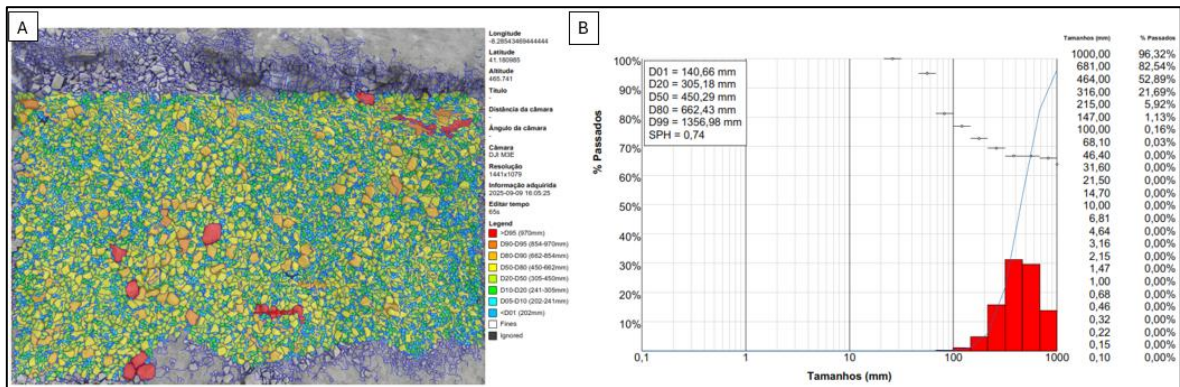 A
Longitude
-8.28543469444444
Latitude
41.180985
Altitude
465.741
Título
-
Distância da câmara
-
Ângulo da câmara
-
Câmara
DJI M3E
Resolução
1441x1079
Informação adquirida
2025-09-09 16:05:25
Editar tempo
65s
Legend
>D95 (970mm)
D90-D95 (854-970mm)
D80-D90 (662-854mm)
D50-D80 (450-662mm)
D20-D50 (305-450mm)
D10-D20 (241-305mm)
D05-D10 (202-241mm)
<D01 (202mm)
Fines
Ignored
B
D01 = 140,66 mm
D20 = 305,18 mm
D50 = 450,29 mm
D80 = 662,43 mm
D99 = 1356,98 mm
SPH = 0,74
% Passados
100%
90%
80%
70%
60%
50%
40%
30%
20%
10%
0,1 1 10 100 1000
Tamanhos (mm)
Tamanhos (mm) % Passados
1000,00 96,32%
681,00 82,54%
464,00 52,89%
316,00 21,69%
215,00 5,92%
147,00 1,13%
100,00 0,16%
68,10 0,03%
46,40 0,00%
31,60 0,00%
21,50 0,00%
14,70 0,00%
10,00 0,00%
6,81 0,00%
4,64 0,00%
3,16 0,00%
2,15 0,00%
1,47 0,00%
1,00 0,00%
0,68 0,00%
0,46 0,00%
0,32 0,00%
0,22 0,00%
0,15 0,00%
0,10 0,00%